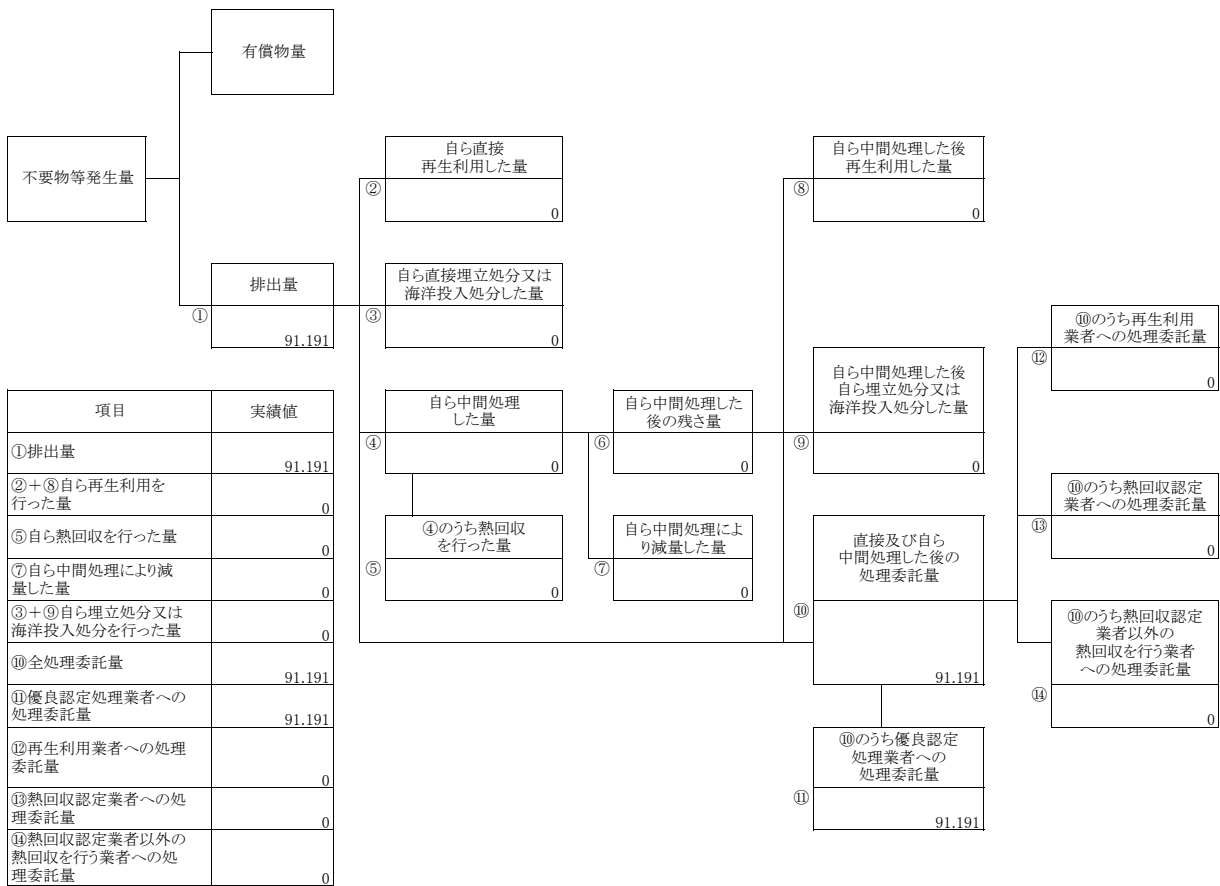 有償物量
不要物等発生量
自ら直接
再生利用した量
②
0
自ら中間処理した後
再生利用した量
⑧
0
排出量
①
91.191
自ら直接埋立処分又は
海洋投入処分した量
③
0
⑩のうち再生利用
業者への処理委託量
⑫
0
自ら中間処理
した量
④
0
自ら中間処理した
後の残さ量
⑥
0
自ら中間処理した後
自ら埋立処分又は
海洋投入処分した量
⑨
0
⑩のうち熱回収認定
業者への処理委託量
⑬
0
④のうち熱回収
を行った量
⑤
0
自ら中間処理によ
り減量した量
⑦
0
直接及び自ら
中間処理した後の
処理委託量
⑩
91.191
⑩のうち熱回収認定
業者以外の
熱回収を行う業者
への処理委託量
⑭
0
⑩のうち優良認定
処理業者への
処理委託量
⑪
91.191
項目 実績値
①排出量
91.191
②＋⑧自ら再生利用を
行った量
0
⑤自ら熱回収を行った量
0
⑦自ら中間処理により減
量した量
0
③＋⑨自ら埋立処分又は
海洋投入処分を行った量
0
⑩全処理委託量
91.191
⑪優良認定処理業者への
処理委託量
91.191
⑫再生利用業者への処理
委託量
0
⑬熱回収認定業者への処
理委託量
0
⑭熱回収認定業者以外の
熱回収を行う業者への処
理委託量
0